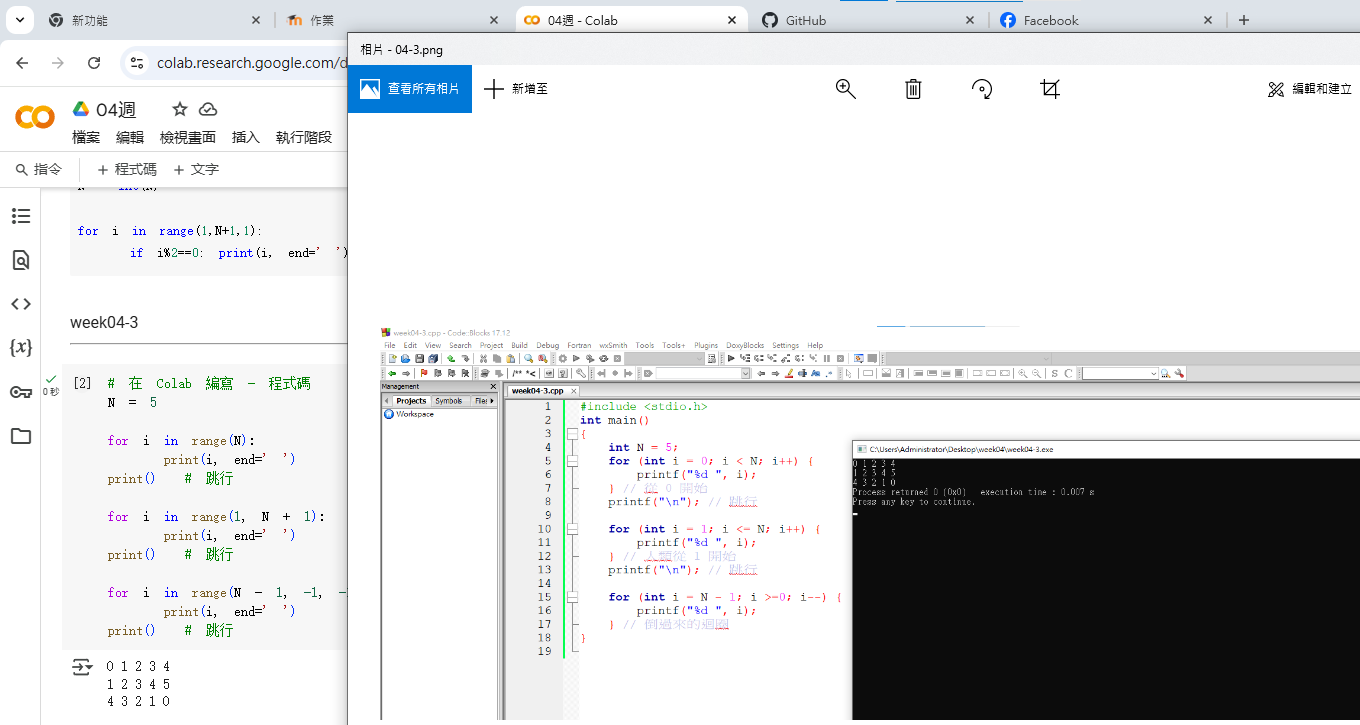 新功能
作業
04週 - Colab
GitHub
Facebook
colab.research.google.com/d
相片 - 04-3.png
查看所有相片
新增至
編輯和建立
04週
檔案 編輯 檢視畫面 插入 執行階段
指令
+ 程式碼 + 文字
for i in range(1,N+1,1):
if i%2==0: print(i, end=' ')
week04-3
[2]
0 秒
# 在 Colab 編寫 - 程式碼
N = 5
for i in range(N):
print(i, end=' ')
print() # 跳行
for i in range(1, N + 1):
print(i, end=' ')
print() # 跳行
for i in range(N - 1, -1, -
print(i, end=' ')
print() # 跳行
0 1 2 3 4
1 2 3 4 5
4 3 2 1 0
week04-3.cpp - Code::Blocks 17.12
File Edit View Search Project Build Debug Fortran wxSmith Tools Tools+ Plugins DoxyBlocks Settings Help
Management
Projects Symbols Files
Workspace
week04-3.cpp
1 #include <stdio.h>
2 int main()
3 {
4 int N = 5;
5 for (int i = 0; i < N; i++) {
6 printf("%d ", i);
7 } // 從 0 開始
8 printf("\n"); // 跳行
9
10 for (int i = 1; i <= N; i++) {
11 printf("%d ", i);
12 } // 人類從 1 開始
13 printf("\n"); // 跳行
14
15 for (int i = N - 1; i >=0; i--) {
16 printf("%d ", i);
17 } // 倒過來的迴圈
18 }
19
C:\Users\Administrator\Desktop\week04\week04-3.exe
0 1 2 3 4
1 2 3 4 5
4 3 2 1 0
Process returned 0 (0x0) execution time : 0.007 s
Press any key to continue.